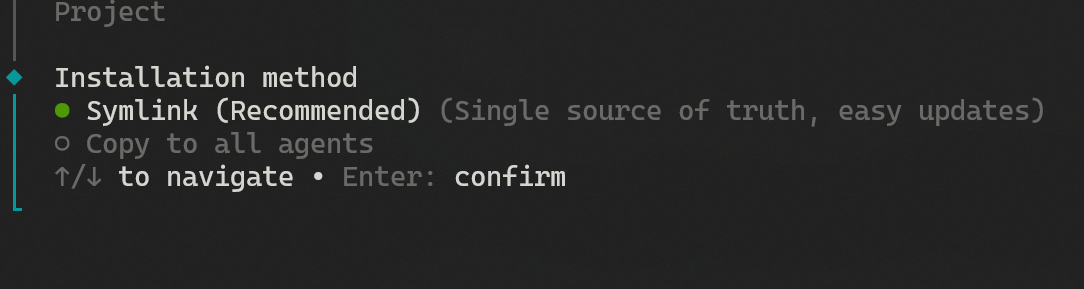 Project
Installation method
● Symlink (Recommended) (Single source of truth, easy updates)
○ Copy to all agents
↑/↓ to navigate • Enter: confirm